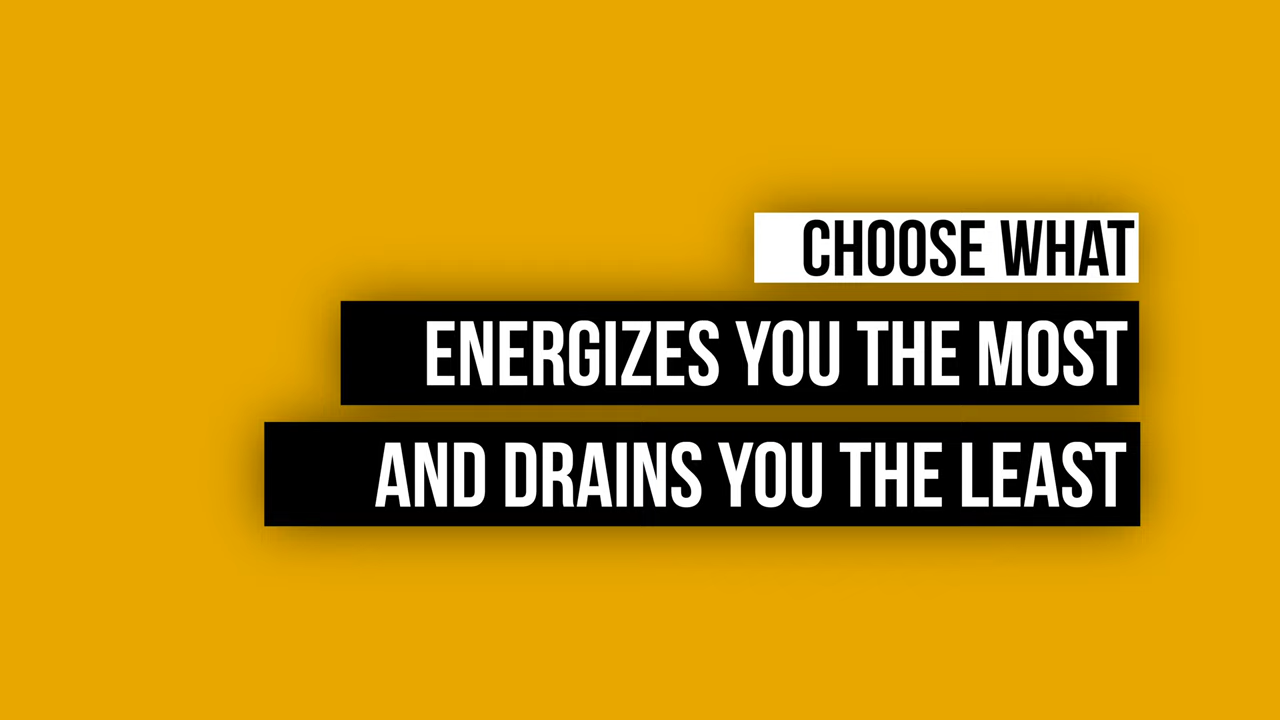 CHOOSE WHAT
ENERGIZES YOU THE MOST
AND DRAINS YOU THE LEAST